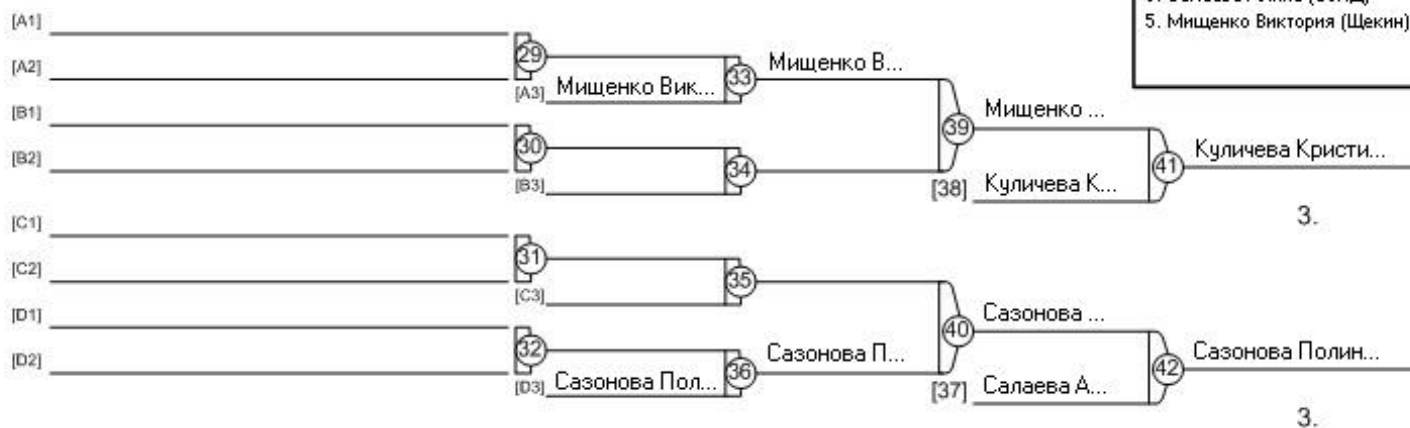 5. Мищенко Виктория (Щекин)
[A1]
[A2]
29
[A3] Мищенко Вик...
33
Мищенко В...
[B1]
[B2]
30
[B3]
34
39
Мищенко ...
[38] Куличева К...
41
Куличева Кристи...
3.
[C1]
[C2]
31
[C3]
35
[D1]
[D2]
32
[D3] Сазонова Пол...
36
Сазонова П...
40
Сазонова ...
[37] Салаева А...
42
Сазонова Полин...
3.